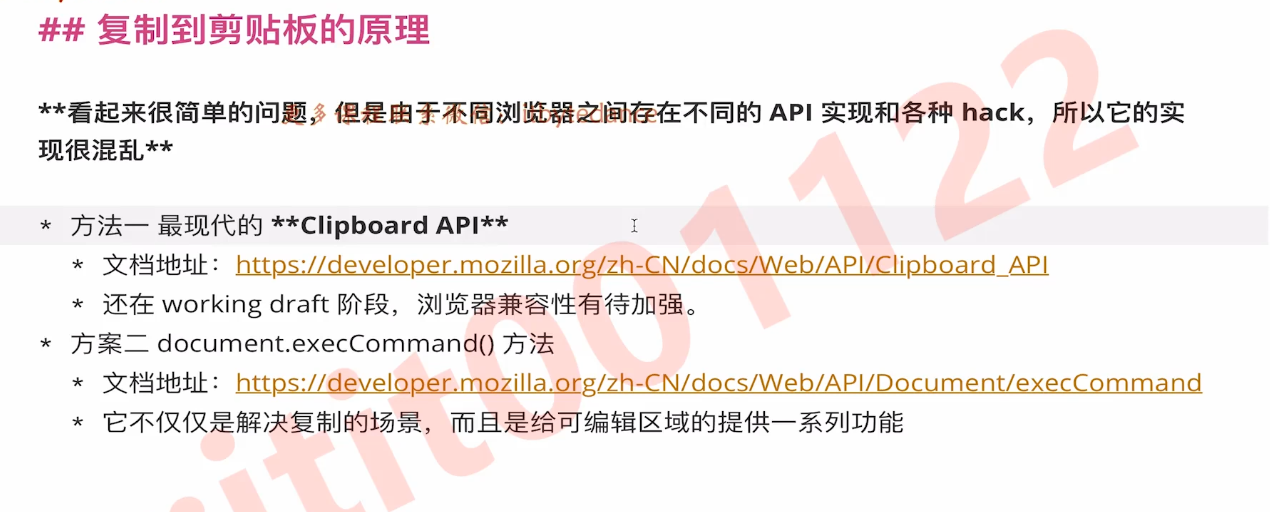 ## 复制到剪贴板的原理
**看起来很简单的问题，但是由于不同浏览器之间存在不同的 API 实现和各种 hack，所以它的实
现很混乱**
* 方法一 最现代的 **Clipboard API**
* 文档地址：https://developer.mozilla.org/zh-CN/docs/Web/API/Clipboard_API
* 还在 working draft 阶段，浏览器兼容性有待加强。
* 方案二 document.execCommand() 方法
* 文档地址：https://developer.mozilla.org/zh-CN/docs/Web/API/Document/execCommand
* 它不仅仅是解决复制的场景，而且是给可编辑区域的提供一系列功能
itit001122